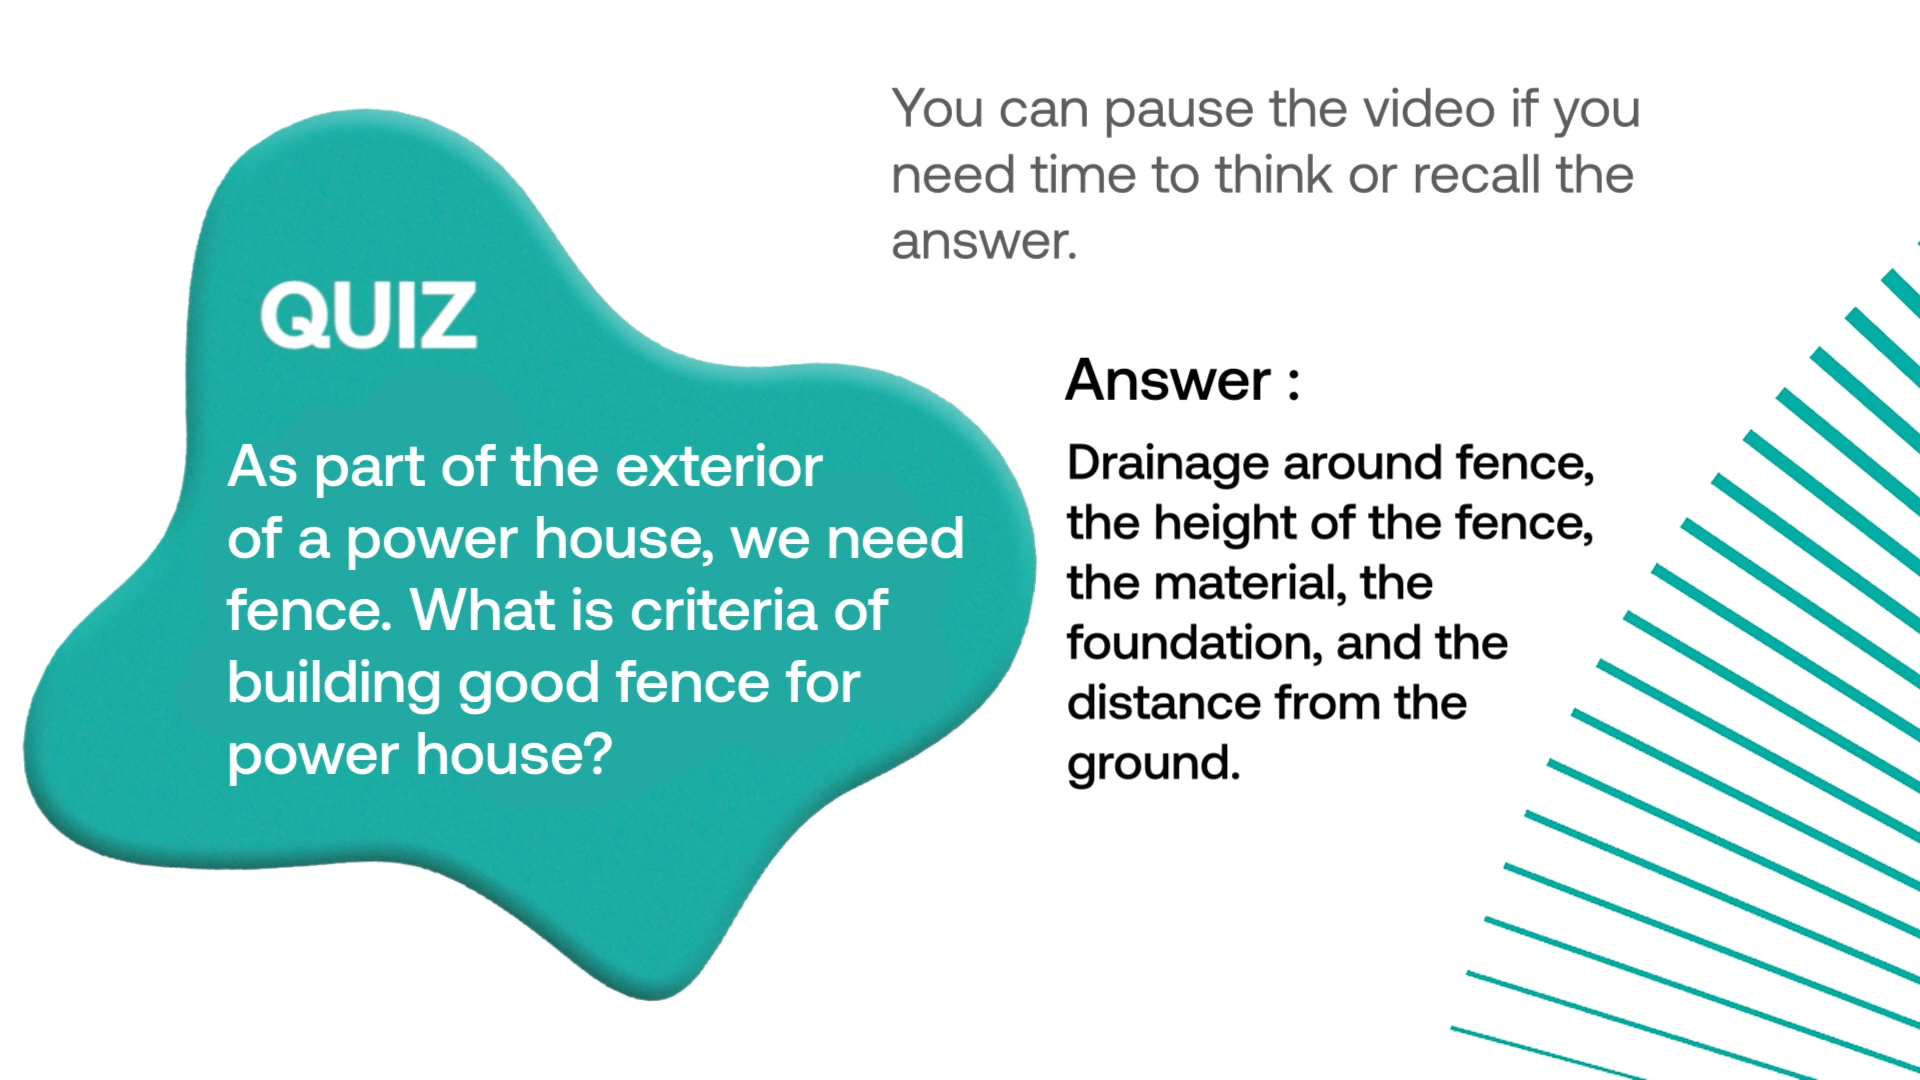 You can pause the video if you
need time to think or recall the
answer.
QUIZ
As part of the exterior
of a power house, we need
fence. What is criteria of
building good fence for
power house?
Answer :
Drainage around fence,
the height of the fence,
the material, the
foundation, and the
distance from the
ground.